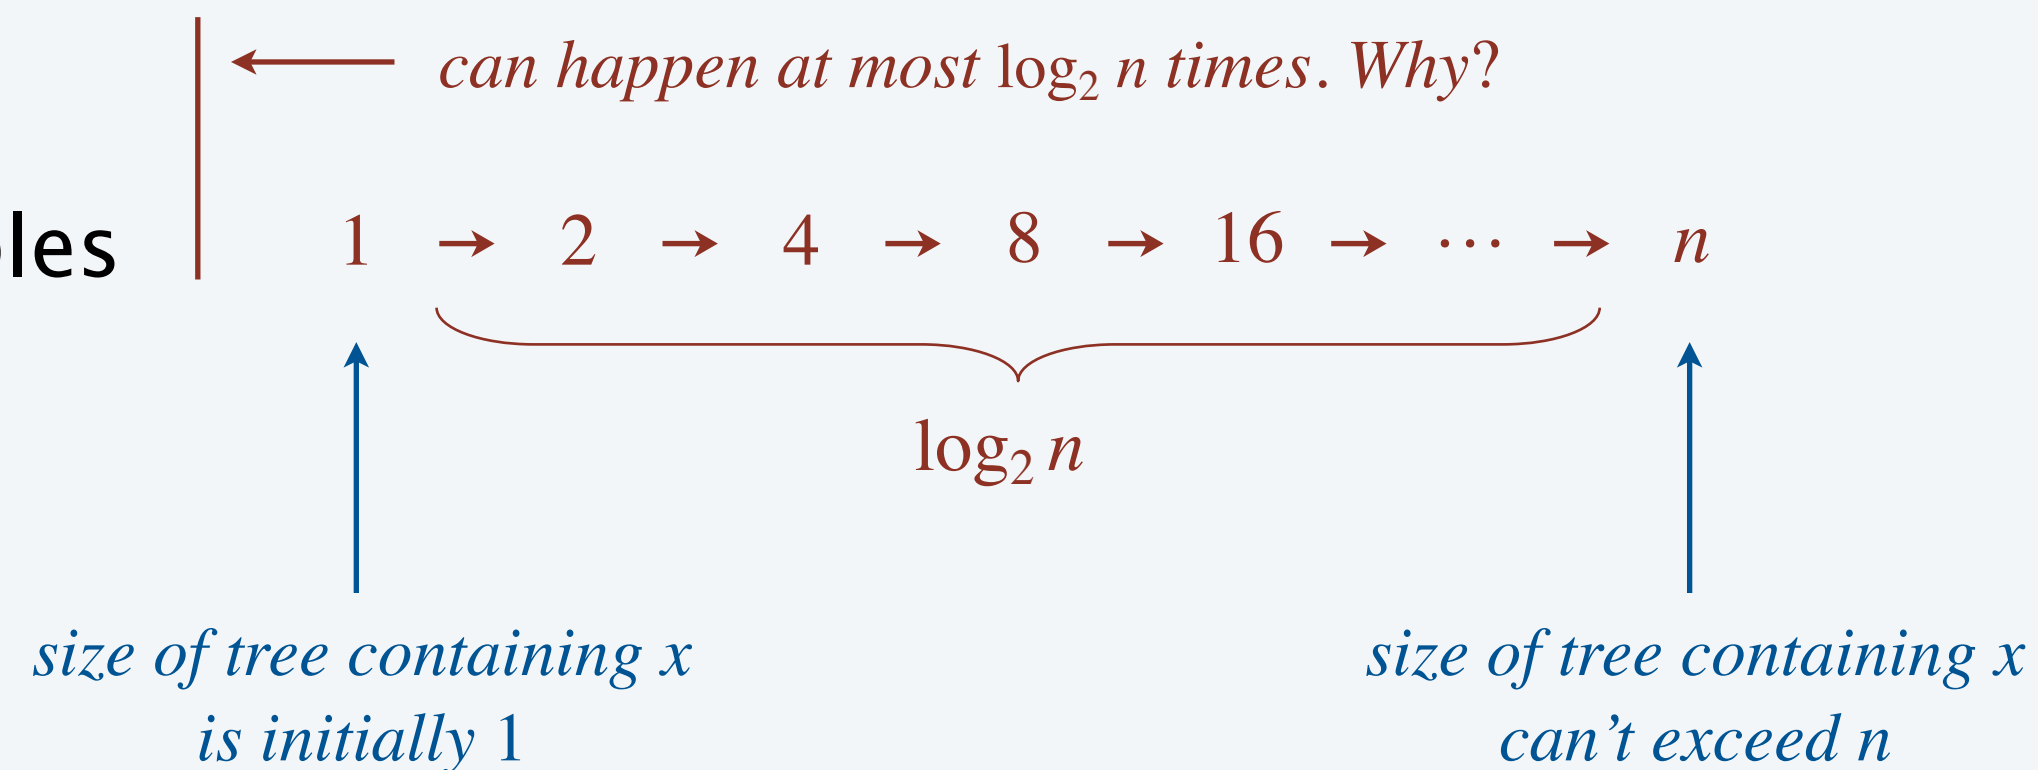 can happen at most log₂ n times. Why?
les 1 → 2 → 4 → 8 → 16 → ⋯ → n
log₂ n
size of tree containing x size of tree containing x
is initially 1 can’t exceed n